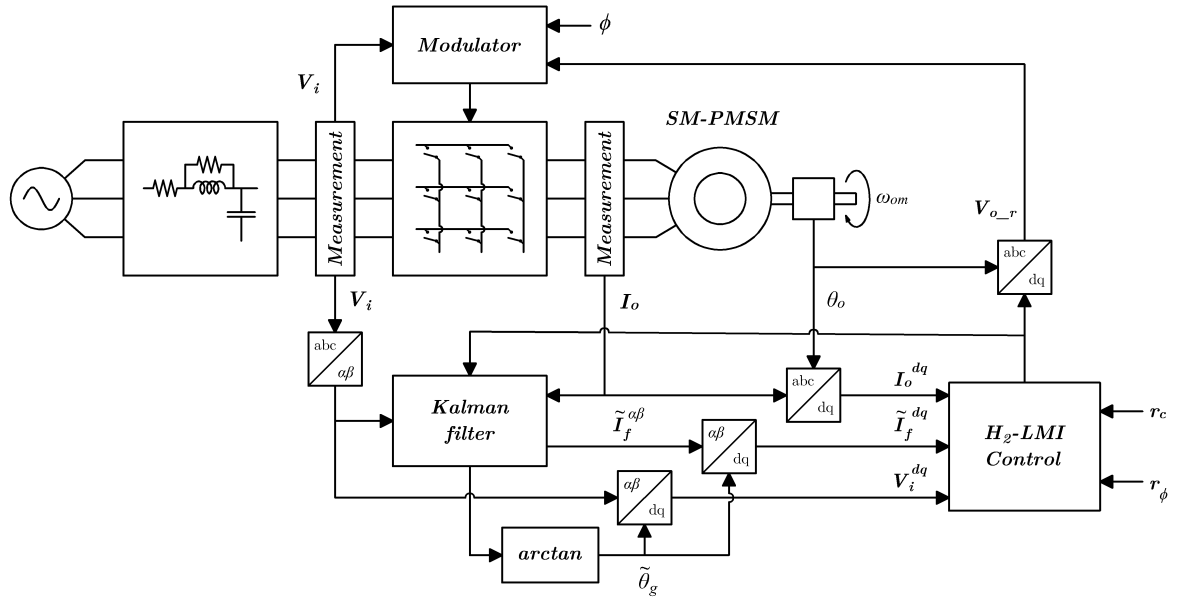 Modulator
ϕ
V_i
SM-PMSM
Measurement
Measurement
ω_om
V_o_r
abc
dq
V_i
I_o
θ_o
abc
αβ
abc
dq
I_o^dq
Kalman
filter
Ĩ_f^αβ
αβ
dq
Ĩ_f^dq
H₂-LMI
Control
r_c
r_ϕ
αβ
dq
V_i^dq
arctan
θ̃_g